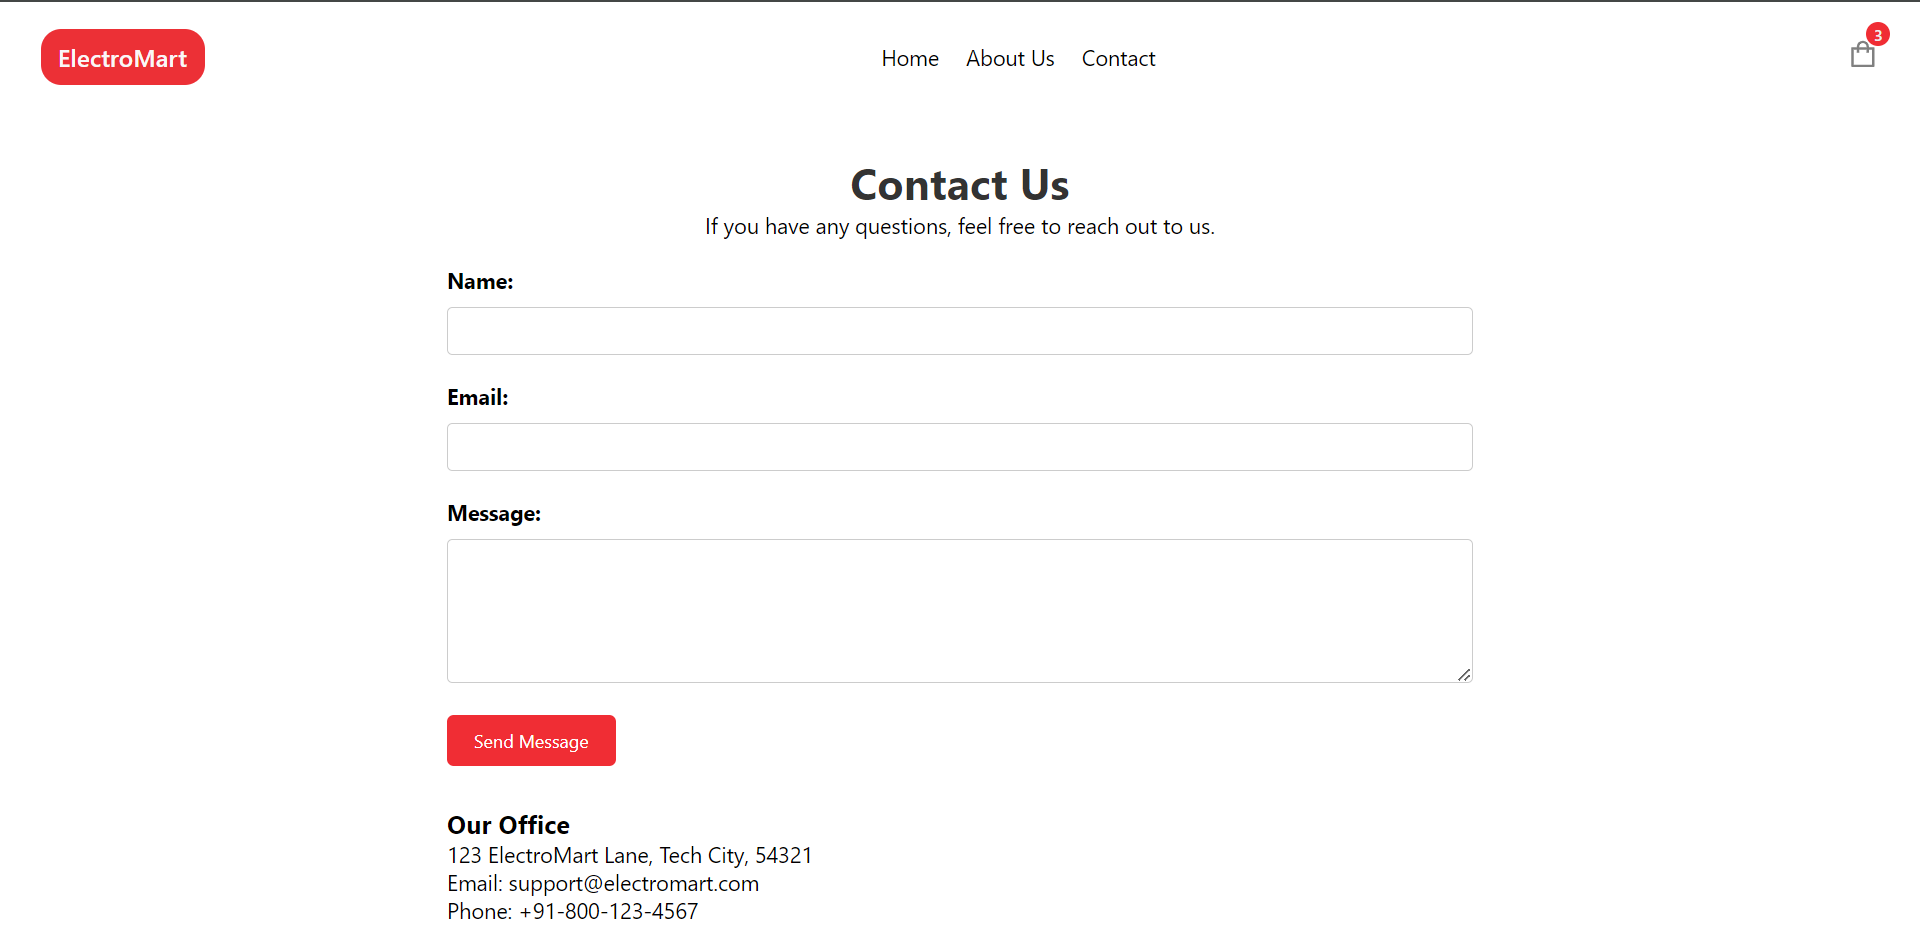 ElectroMart
Home About Us Contact
3
Contact Us
If you have any questions, feel free to reach out to us.
Name:
Email:
Message:
Send Message
Our Office
123 ElectroMart Lane, Tech City, 54321
Email: support@electromart.com
Phone: +91-800-123-4567